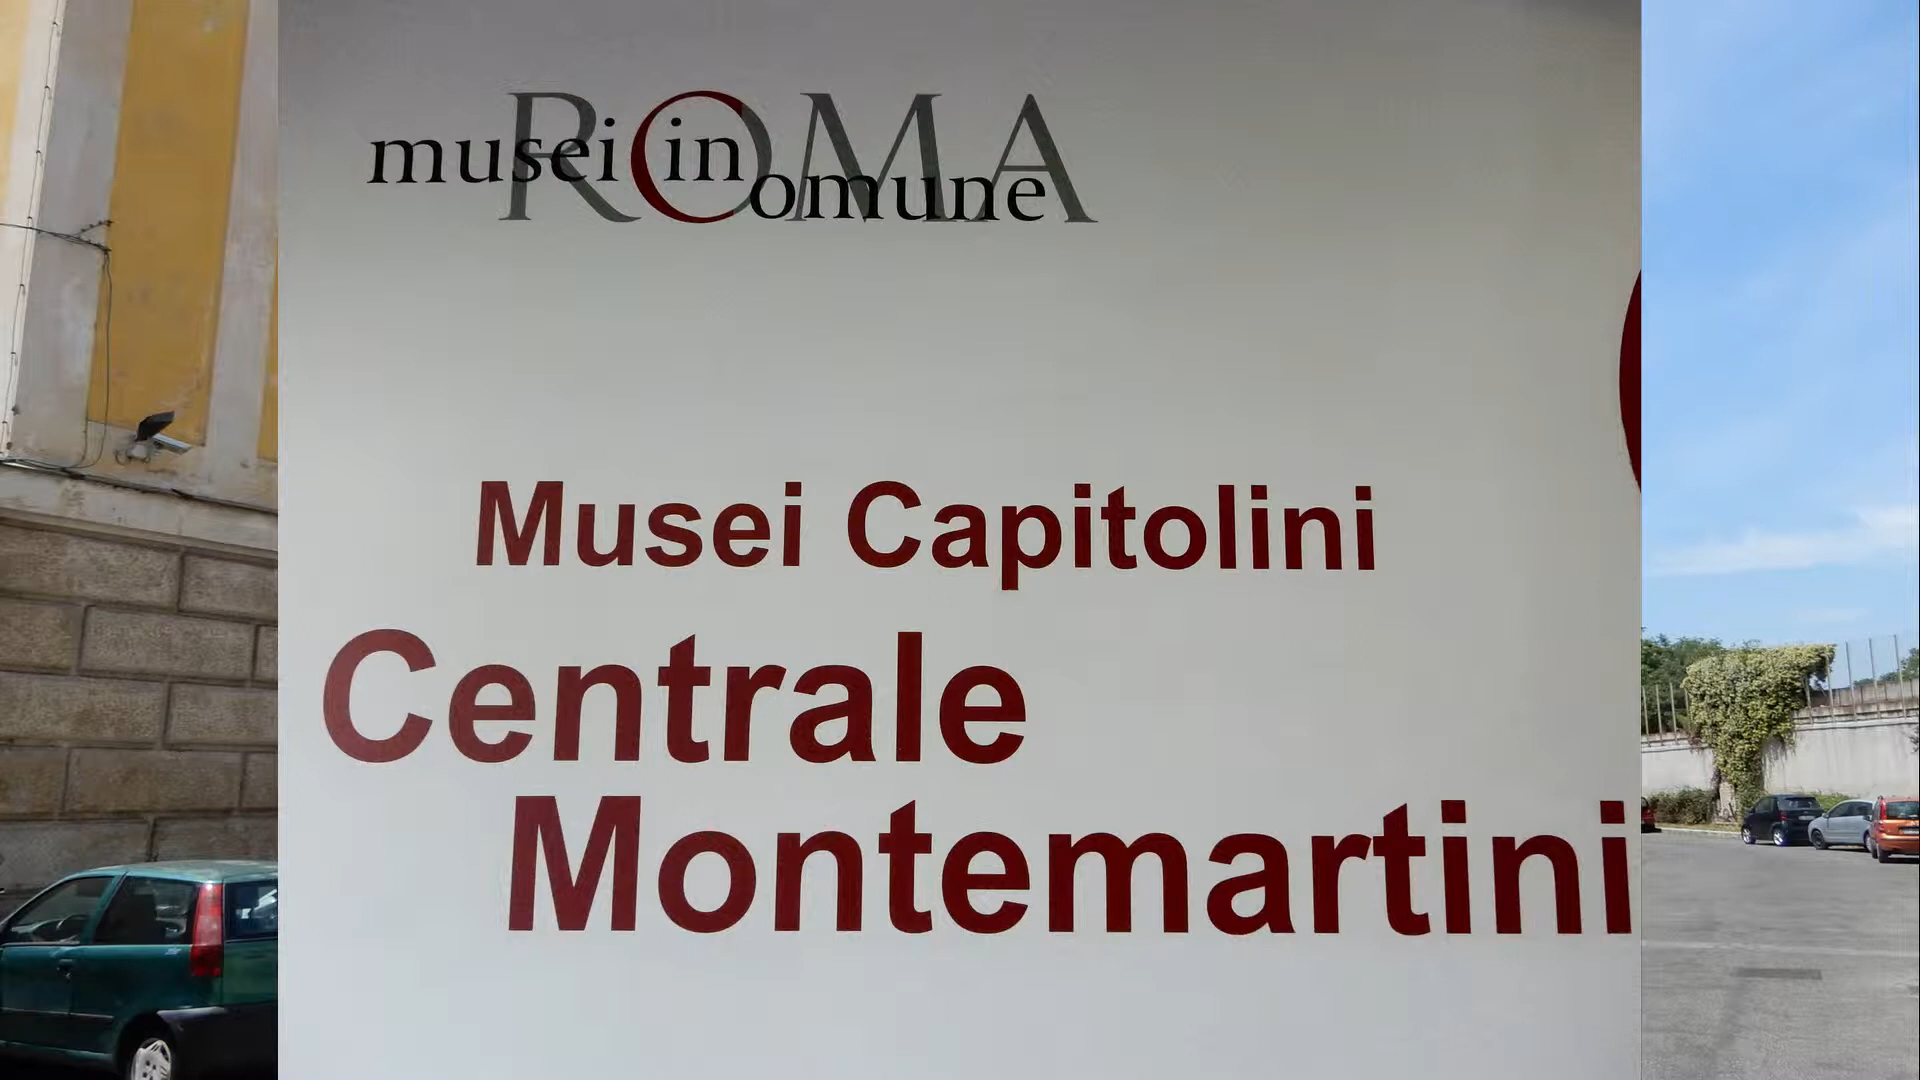 ROMA
musei in Comune
Musei Capitolini
Centrale
Montemartini